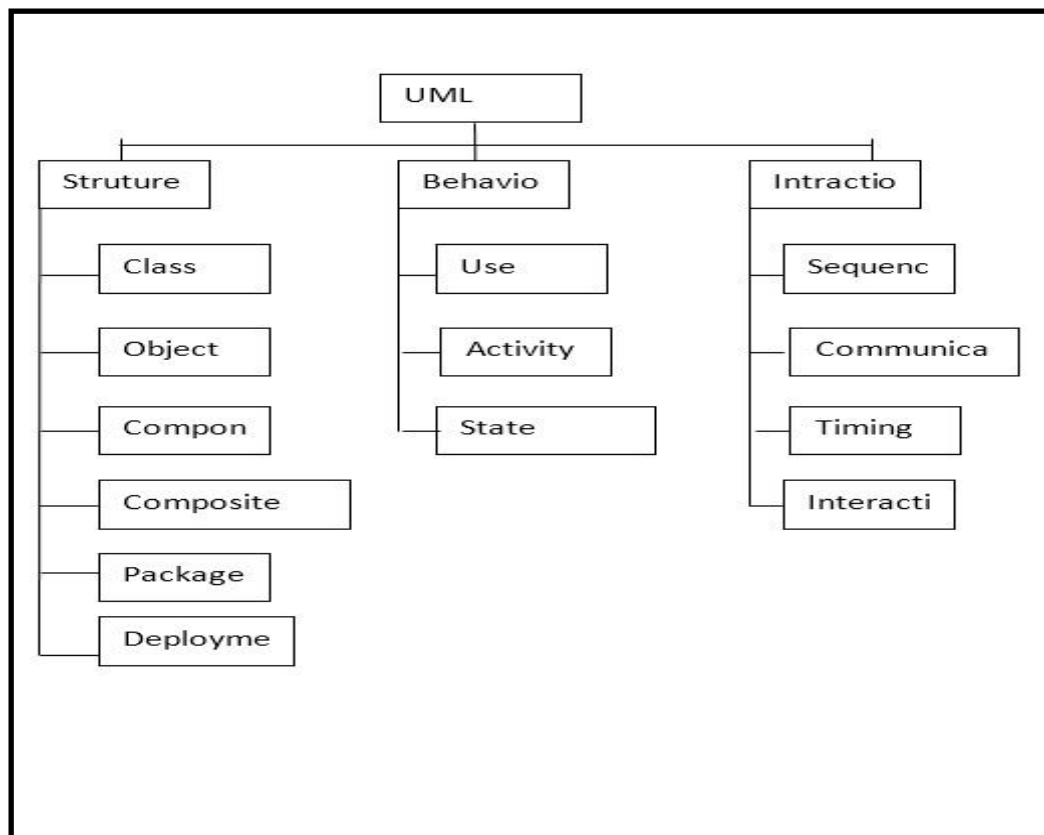 UML
Struture
Behavio
Intractio
Class
Use
Sequenc
Object
Activity
Communica
Compon
State
Timing
Composite
Interacti
Package
Deployme